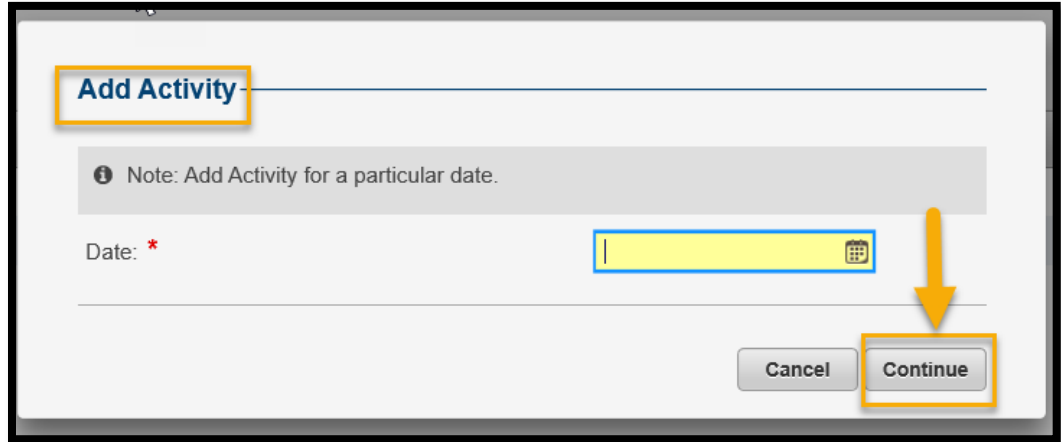 Add Activity
Note: Add Activity for a particular date.
Date: *
Cancel Continue